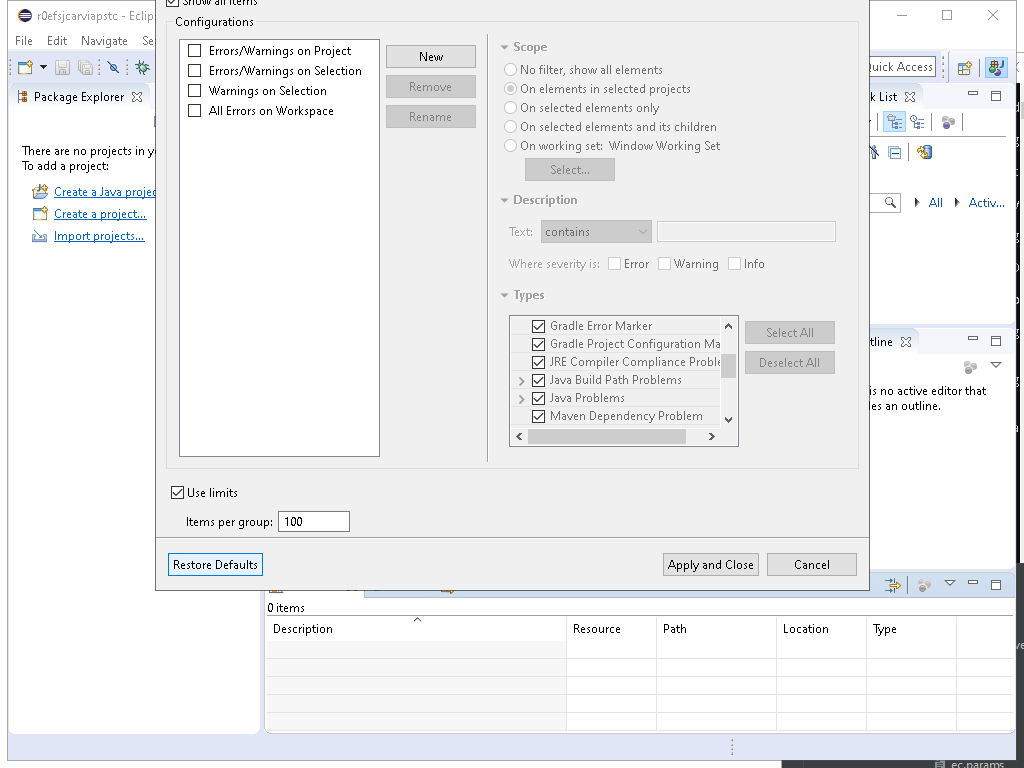 Show all items
r0efsjcarviapstc - Eclip
File Edit Navigate Se
Quick Access
Package Explorer
There are no projects in y
To add a project:
Create a Java projec
Create a project...
Import projects...
Configurations
Errors/Warnings on Project
Errors/Warnings on Selection
Warnings on Selection
All Errors on Workspace
New
Remove
Rename
Scope
No filter, show all elements
On elements in selected projects
On selected elements only
On selected elements and its children
On working set: Window Working Set
Select...
Description
Text: contains
Where severity is: Error Warning Info
Types
Gradle Error Marker
Gradle Project Configuration Ma
JRE Compiler Compliance Proble
Java Build Path Problems
Java Problems
Maven Dependency Problem
Select All
Deselect All
Use limits
Items per group: 100
Restore Defaults
Apply and Close
Cancel
k List
All Activ...
tline
is no active editor that
les an outline.
0 items
Description Resource Path Location Type
ec.params